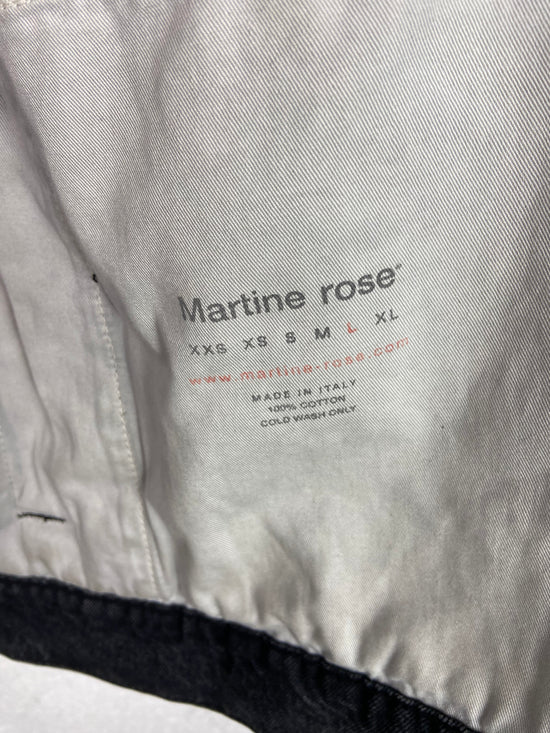 Martine rose
XXS XS S M L XL
www.martine-rose.com
MADE IN ITALY
100% COTTON
COLD WASH ONLY